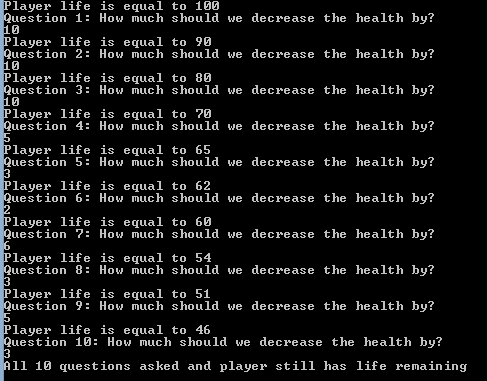 Player life is equal to 100
Question 1: How much should we decrease the health by?
10
Player life is equal to 90
Question 2: How much should we decrease the health by?
10
Player life is equal to 80
Question 3: How much should we decrease the health by?
10
Player life is equal to 70
Question 4: How much should we decrease the health by?
5
Player life is equal to 65
Question 5: How much should we decrease the health by?
3
Player life is equal to 62
Question 6: How much should we decrease the health by?
2
Player life is equal to 60
Question 7: How much should we decrease the health by?
6
Player life is equal to 54
Question 8: How much should we decrease the health by?
3
Player life is equal to 51
Question 9: How much should we decrease the health by?
5
Player life is equal to 46
Question 10: How much should we decrease the health by?
3
All 10 questions asked and player still has life remaining